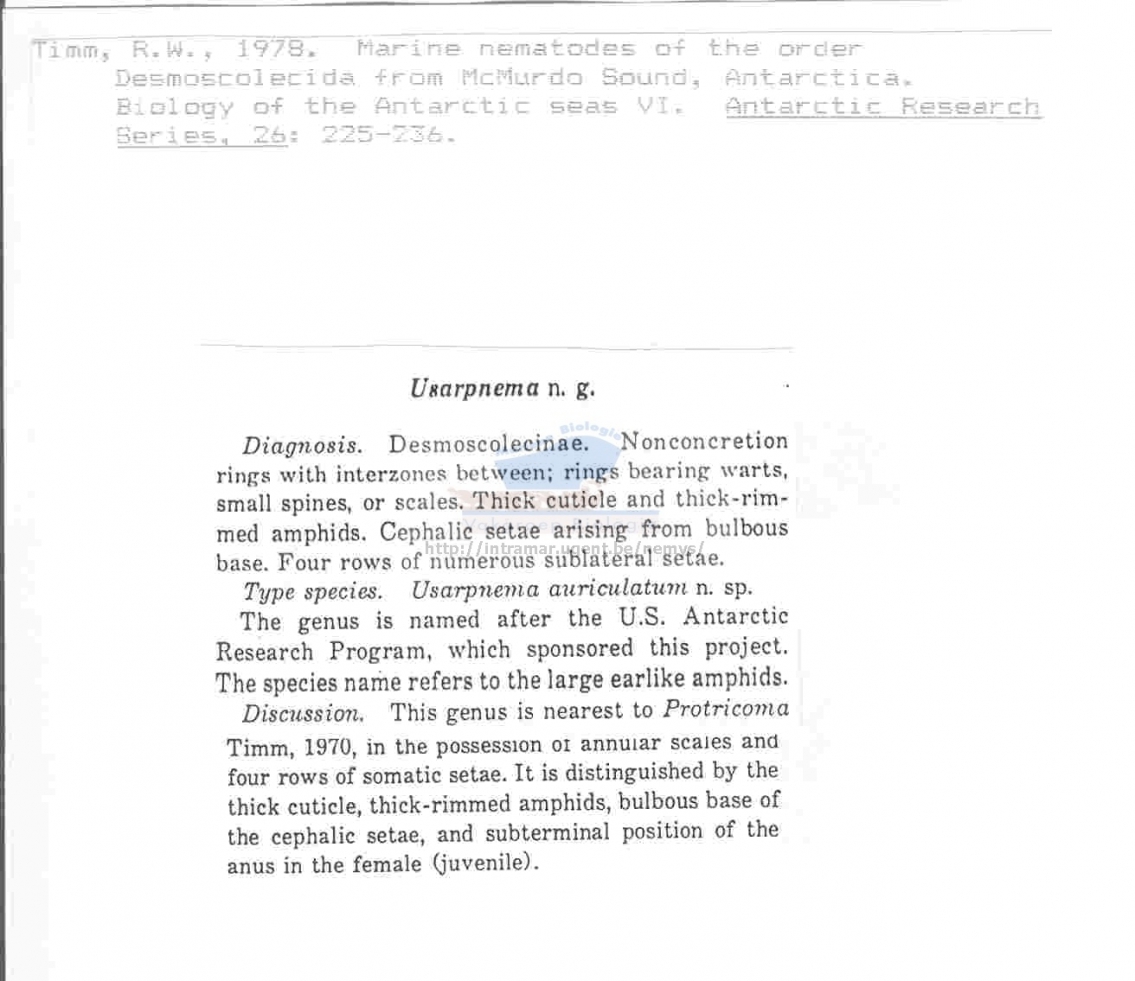 Timm, R.W., 1978. Marine nematodes of the order
Desmoscolecida from McMurdo Sound, Antarctica.
Biology of the Antarctic seas VI. Antarctic Research
Series, 26: 225-236.
Usarpnema n. g.
Diagnosis. Desmoscolecinae. Nonconcretion
rings with interzones between; rings bearing warts,
small spines, or scales. Thick cuticle and thick-rim-
med amphids. Cephalic setae arising from bulbous
base. Four rows of numerous sublateral setae.
Type species. Usarpnema auriculatum n. sp.
The genus is named after the U.S. Antarctic
Research Program, which sponsored this project.
The species name refers to the large earlike amphids.
Discussion. This genus is nearest to Protricoma
Timm, 1970, in the possession of annular scales and
four rows of somatic setae. It is distinguished by the
thick cuticle, thick-rimmed amphids, bulbous base of
the cephalic setae, and subterminal position of the
anus in the female (juvenile).
Biologie
http://intramar.ugent.be/nemys/